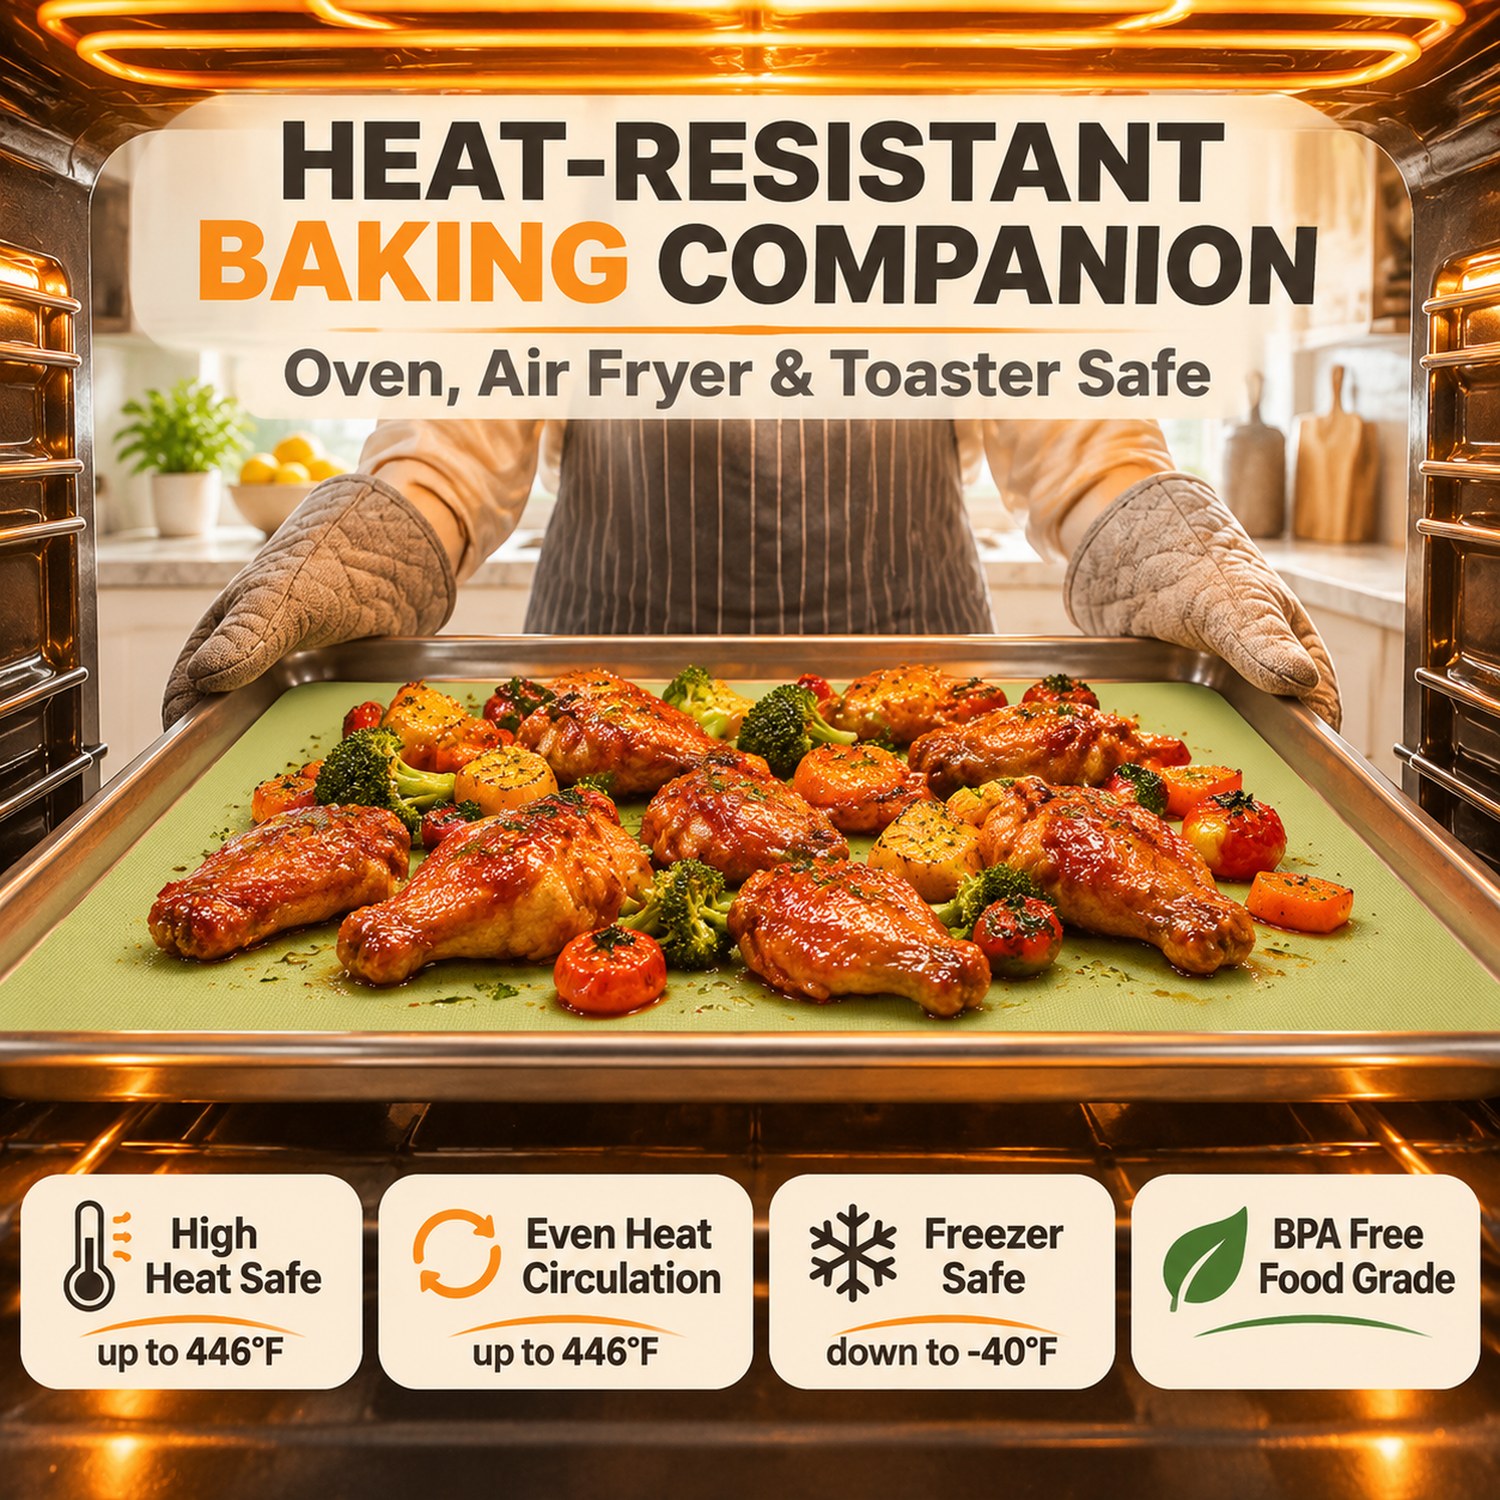 HEAT-RESISTANT
BAKING COMPANION
Oven, Air Fryer & Toaster Safe
High
Heat Safe
up to 446°F
Even Heat
Circulation
up to 446°F
Freezer
Safe
down to -40°F
BPA Free
Food Grade